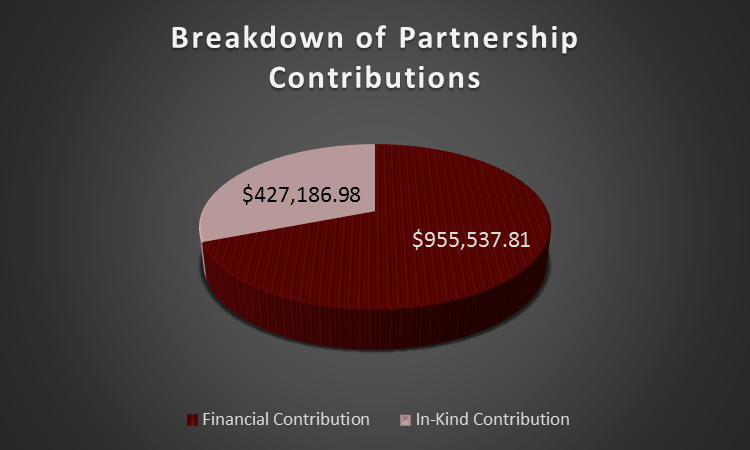 Breakdown of Partnership
Contributions
$427,186.98
$955,537.81
Financial Contribution
In-Kind Contribution